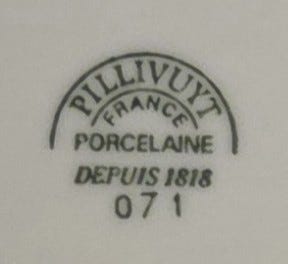 PILLIVUYT
FRANCE
PORCELAINE
DEPUIS 1818
071